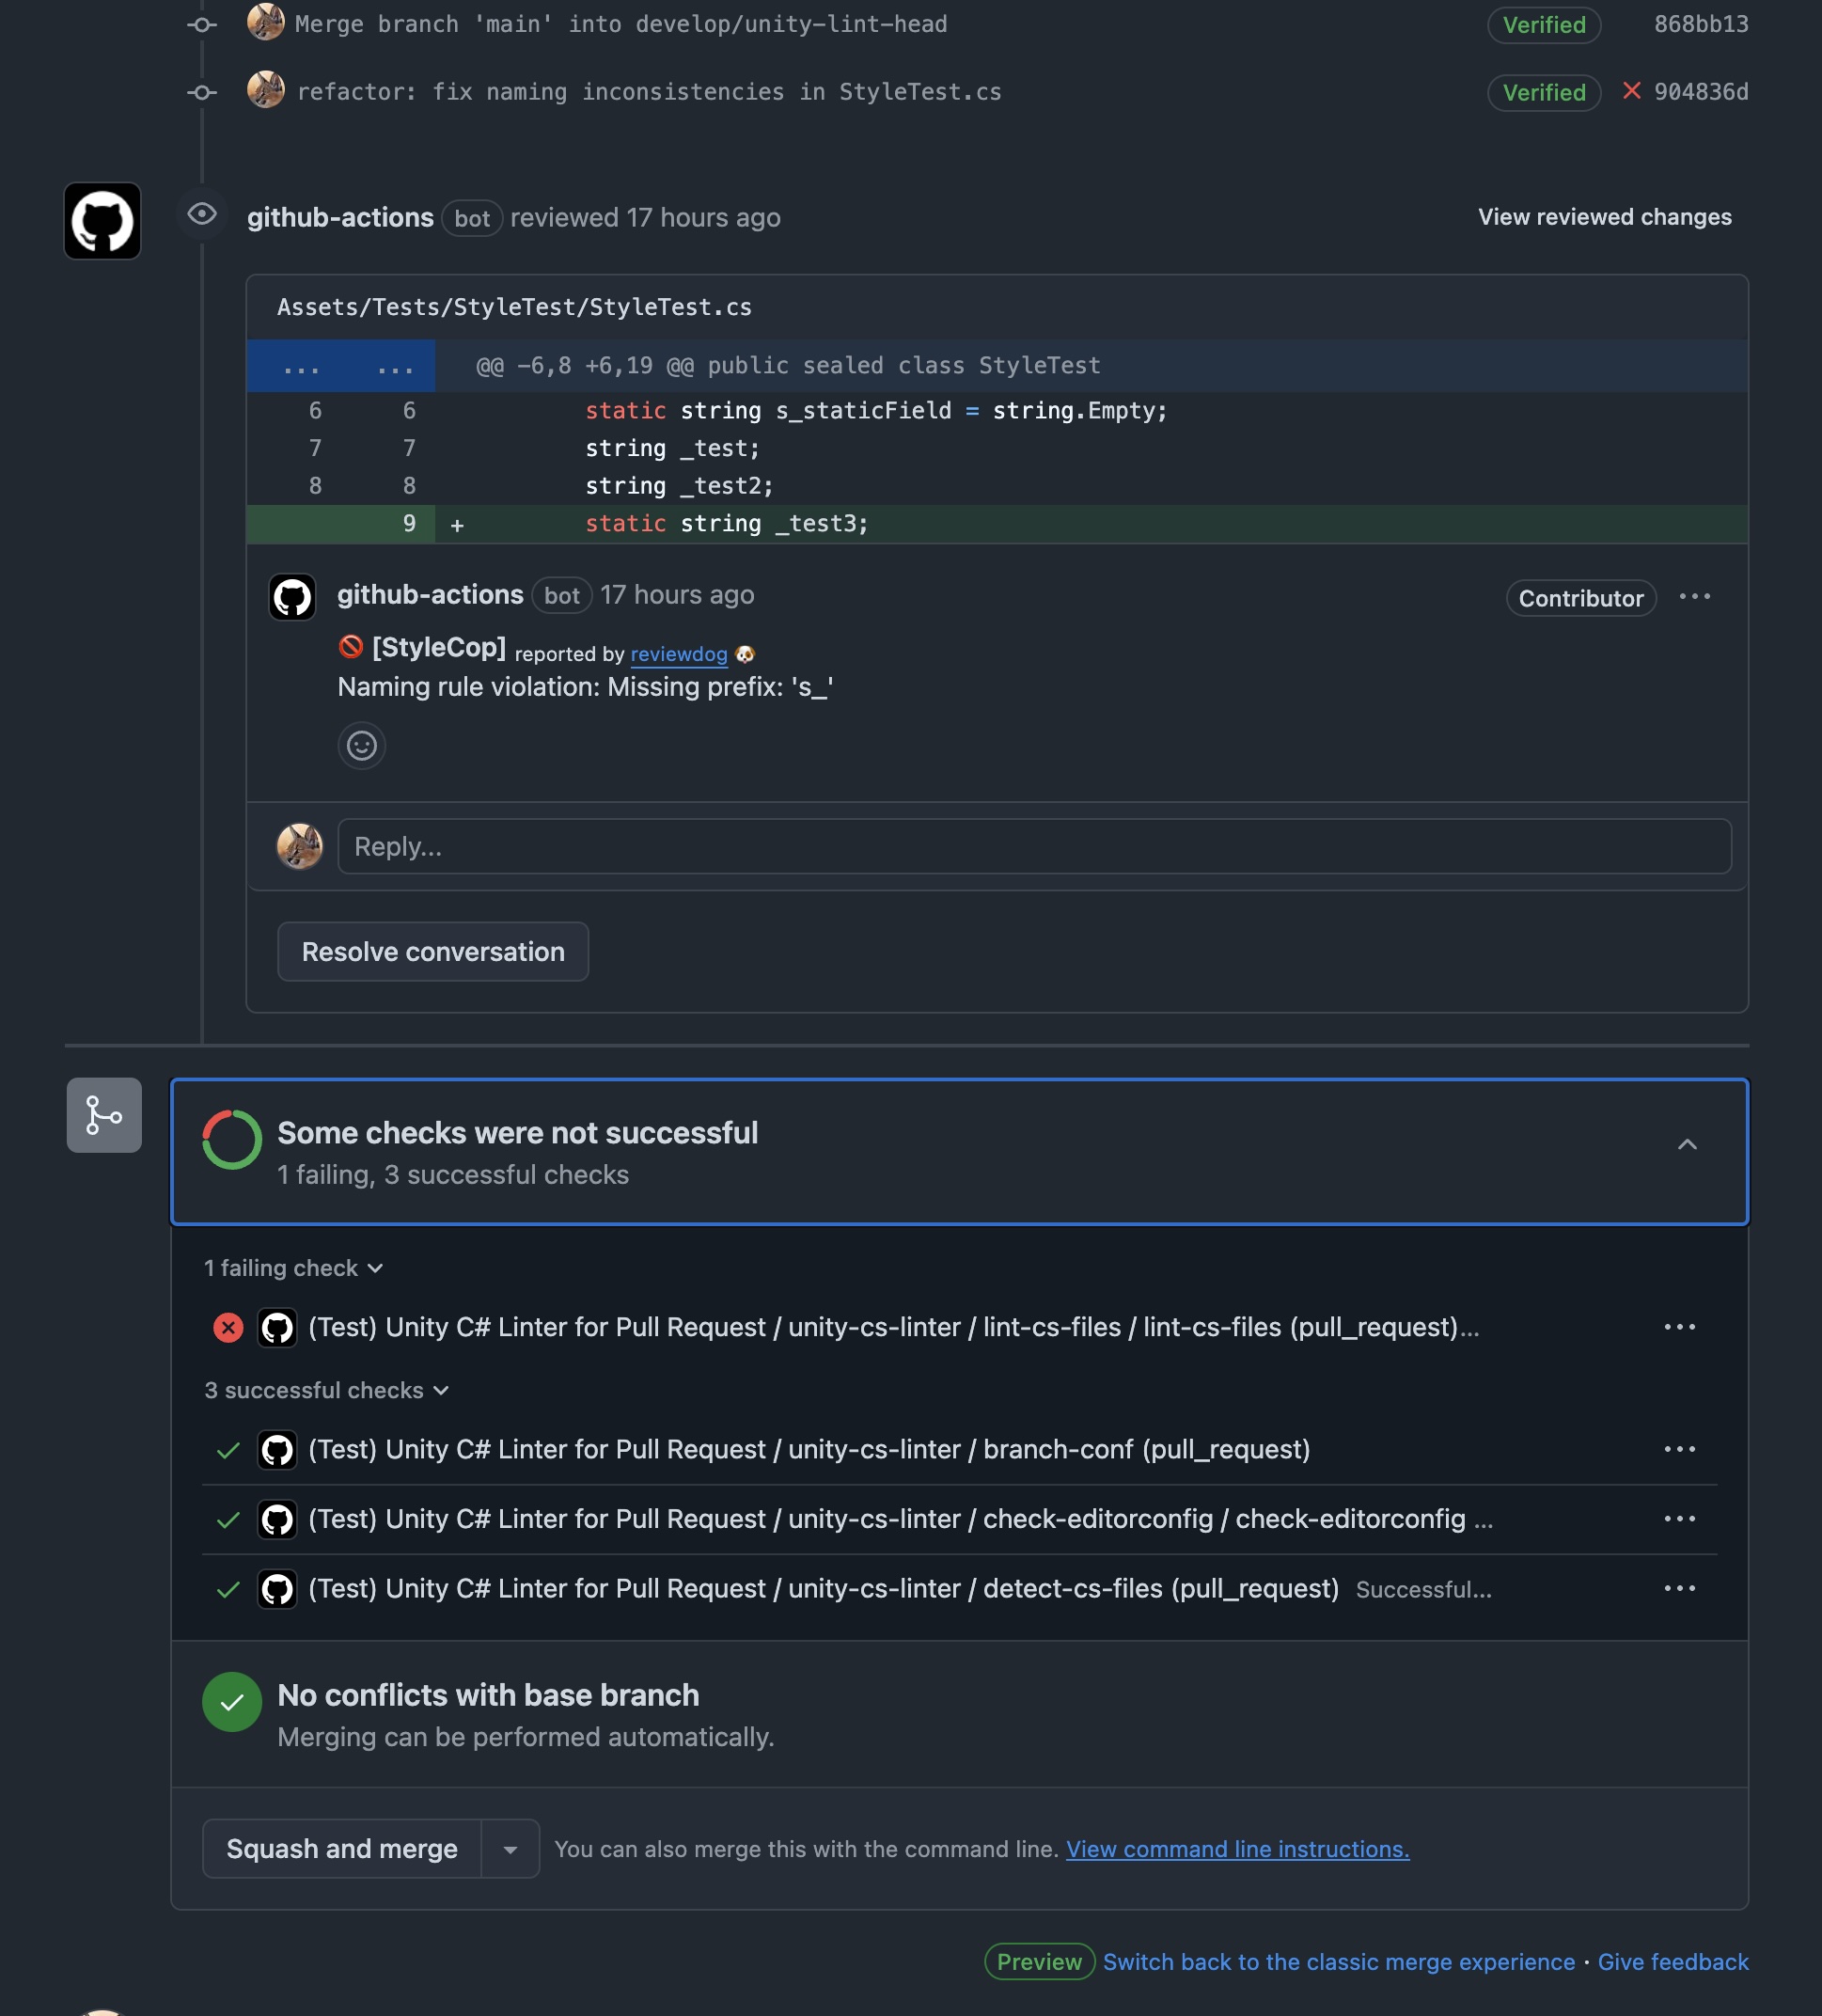 Merge branch 'main' into develop/unity-lint-head Verified 868bb13
refactor: fix naming inconsistencies in StyleTest.cs Verified 904836d
github-actions bot reviewed 17 hours ago View reviewed changes
Assets/Tests/StyleTest/StyleTest.cs
... ... @@ -6,8 +6,19 @@ public sealed class StyleTest
6 6 static string s_staticField = string.Empty;
7 7 string _test;
8 8 string _test2;
9 + static string _test3;
github-actions bot 17 hours ago Contributor
[StyleCop] reported by reviewdog 🐶
Naming rule violation: Missing prefix: 's_'
Reply...
Resolve conversation
Some checks were not successful
1 failing, 3 successful checks
1 failing check
(Test) Unity C# Linter for Pull Request / unity-cs-linter / lint-cs-files / lint-cs-files (pull_request)...
3 successful checks
(Test) Unity C# Linter for Pull Request / unity-cs-linter / branch-conf (pull_request)
(Test) Unity C# Linter for Pull Request / unity-cs-linter / check-editorconfig / check-editorconfig ...
(Test) Unity C# Linter for Pull Request / unity-cs-linter / detect-cs-files (pull_request) Successful...
No conflicts with base branch
Merging can be performed automatically.
Squash and merge You can also merge this with the command line. View command line instructions.
Preview Switch back to the classic merge experience · Give feedback